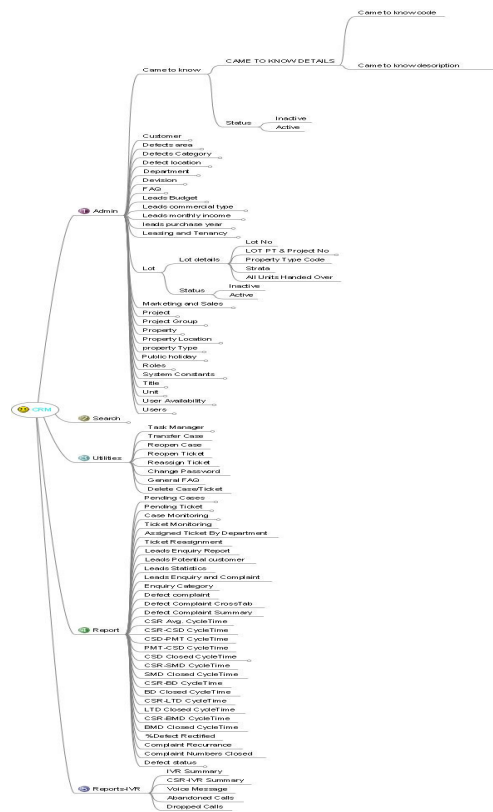 Came to know code
CAME TO KNOW DETAILS
Came to know description
Came to know
Status
Inactive
Active
Customer
Defects area
Defects Category
Defect location
Department
Devision
FAQ
Leads Budget
Admin
Leads commercial type
Leads monthly income
leads purchase year
Leasing and Tenancy
Lot
Lot details
Lot No
LOT PT & Project No
Property Type Code
Strata
All Units Handed Over
Status
Inactive
Active
Marketing and Sales
Project
Project Group
Property
Property Location
property Type
Public holiday
Roles
System Constants
Title
Unit
User Availability
Users
CRM
Search
Utilities
Task Manager
Transfer Case
Reopen Case
Reopen Ticket
Reassign Ticket
Change Password
General FAQ
Delete Case/Ticket
Report
Pending Cases
Pending Ticket
Case Monitoring
Ticket Monitoring
Assigned Ticket By Department
Ticket Reassignment
Leads Enquiry Report
Leads Potential customer
Leads Statistics
Leads Enquiry and Complaint
Enquiry Category
Defect complaint
Defect Complaint CrossTab
Defect Complaint Summary
CSR Avg. CycleTime
CSR-CSD CycleTime
CSD-PMT CycleTime
PMT-CSD CycleTime
CSD Closed CycleTime
CSR-SMD CycleTime
SMD Closed CycleTime
CSR-BD CycleTime
BD Closed CycleTime
CSR-LTD CycleTime
LTD Closed CycleTime
CSR-BMD CycleTime
BMD Closed CycleTime
%Defect Rectified
Complaint Recurrance
Complaint Numbers Closed
Defect status
Reports-IVR
IVR Summary
CSR-IVR Summary
Voice Message
Abandoned Calls
Dropped Calls